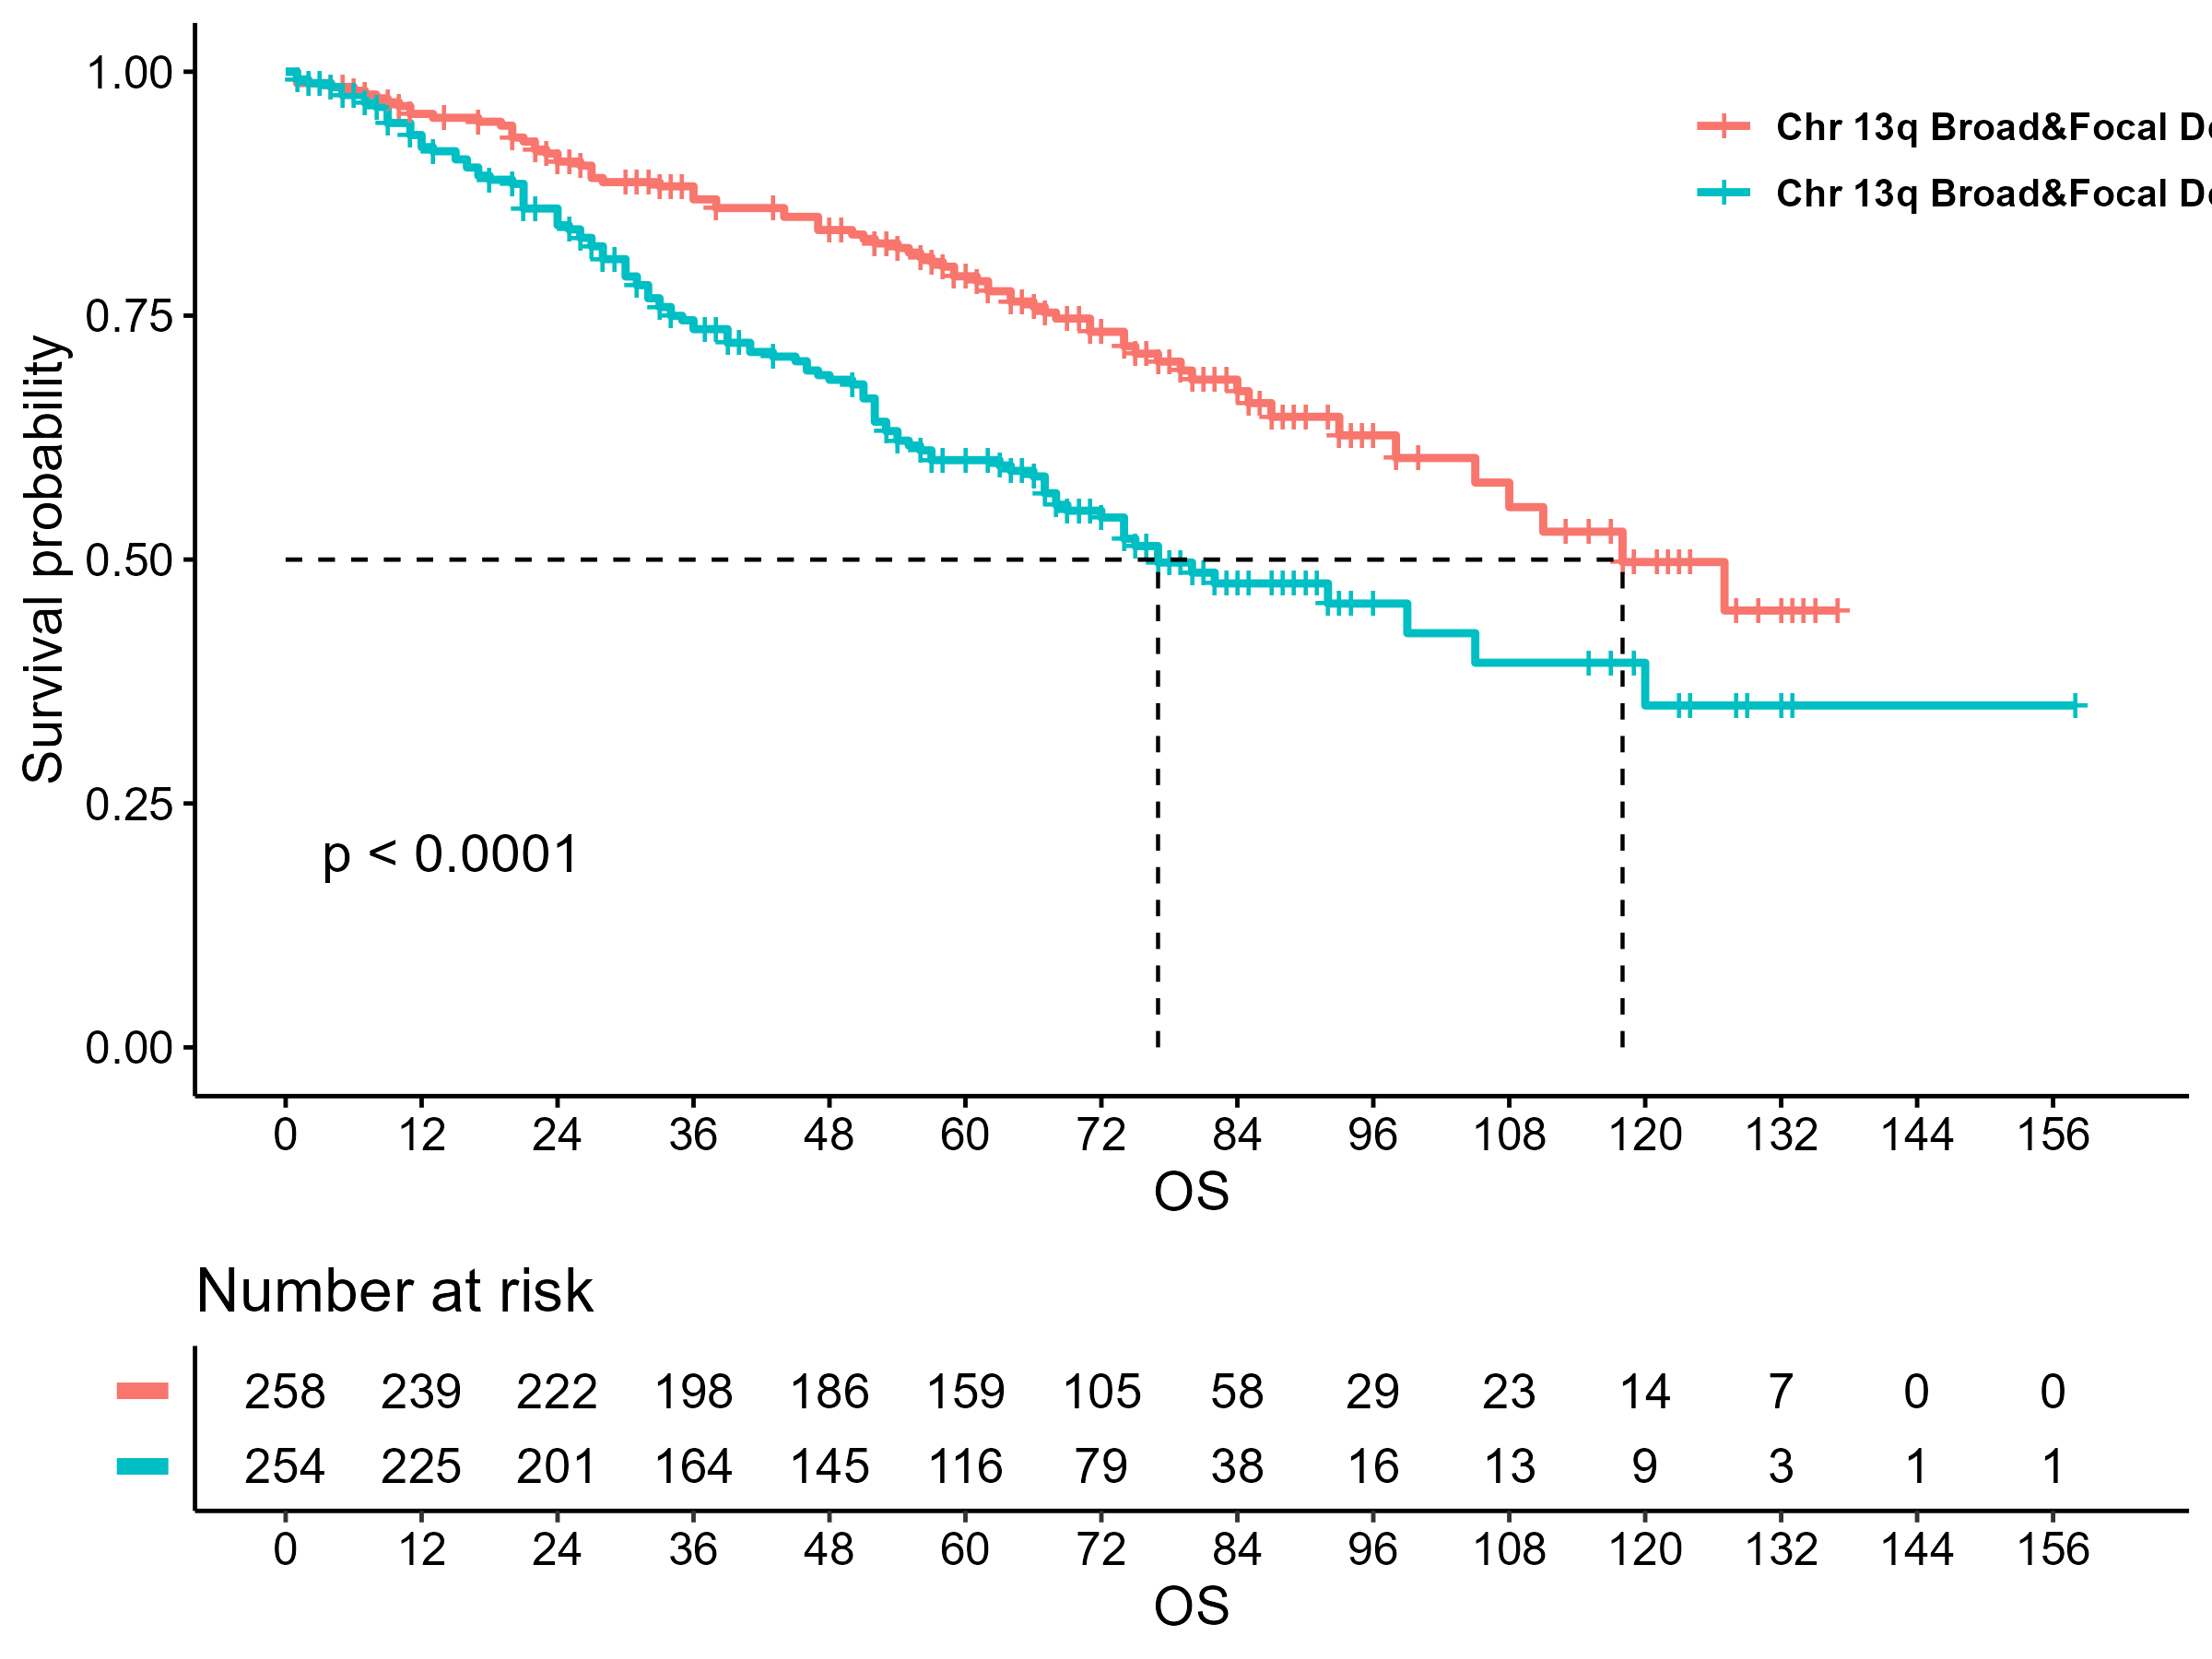 1.00
Chr 13q Broad&Focal
Chr 13q Broad&Focal
0.75
0.50
0.25
0.00
Survival probability
p < 0.0001
0 12 24 36 48 60 72 84 96 108 120 132 144 156
OS
Number at risk
258 239 222 198 186 159 105 58 29 23 14 7 0 0
254 225 201 164 145 116 79 38 16 13 9 3 1 1
0 12 24 36 48 60 72 84 96 108 120 132 144 156
OS